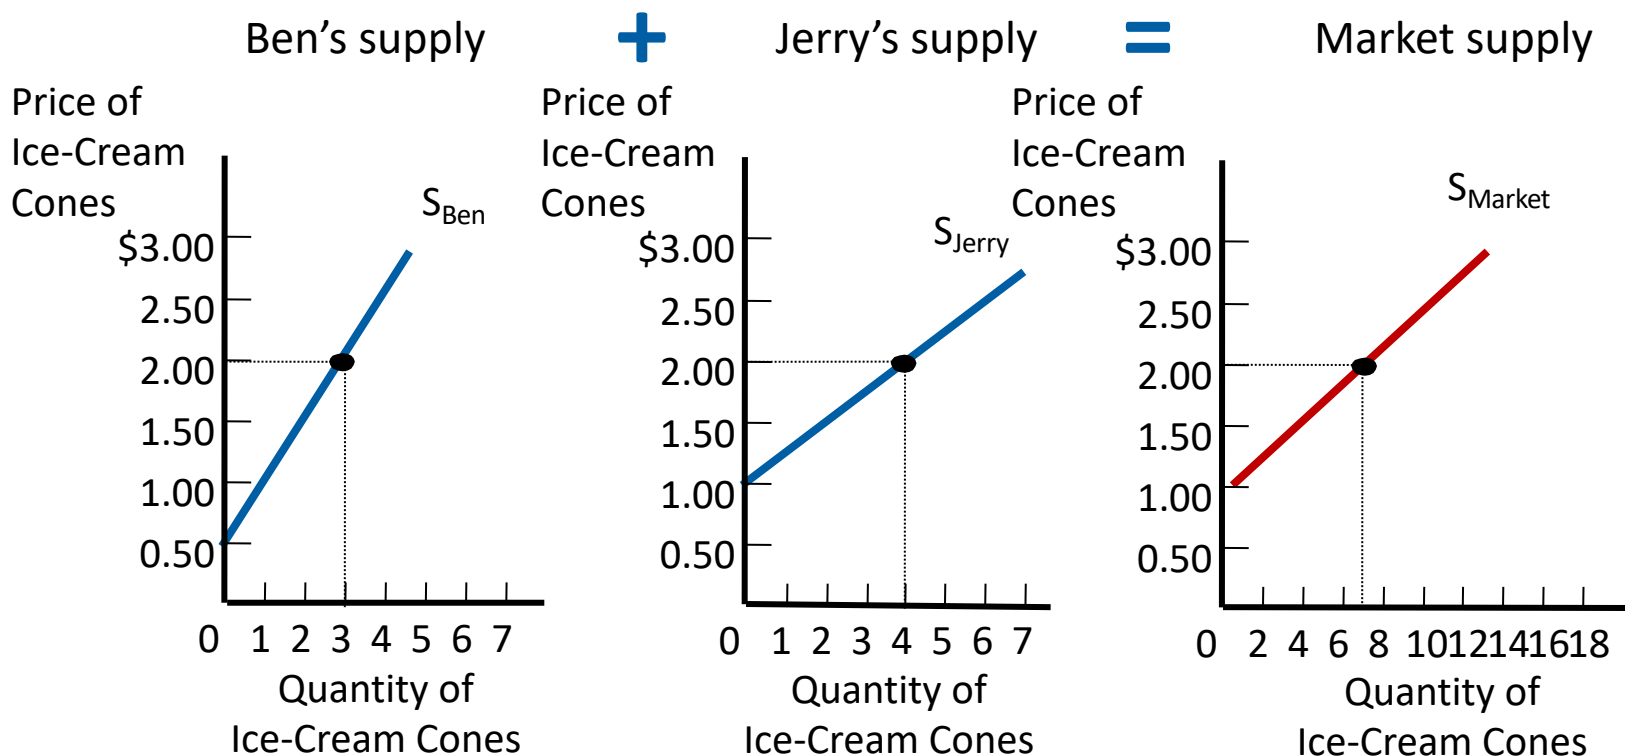 Ben’s supply + Jerry’s supply = Market supply
Price of
Ice-Cream
Cones
S_Ben
$3.00
2.50
2.00
1.50
1.00
0.50
0 1 2 3 4 5 6 7
Quantity of
Ice-Cream Cones
Price of
Ice-Cream
Cones
S_Jerry
$3.00
2.50
2.00
1.50
1.00
0.50
0 1 2 3 4 5 6 7
Quantity of
Ice-Cream Cones
Price of
Ice-Cream
Cones
S_Market
$3.00
2.50
2.00
1.50
1.00
0.50
0 2 4 6 8 1012141618
Quantity of
Ice-Cream Cones